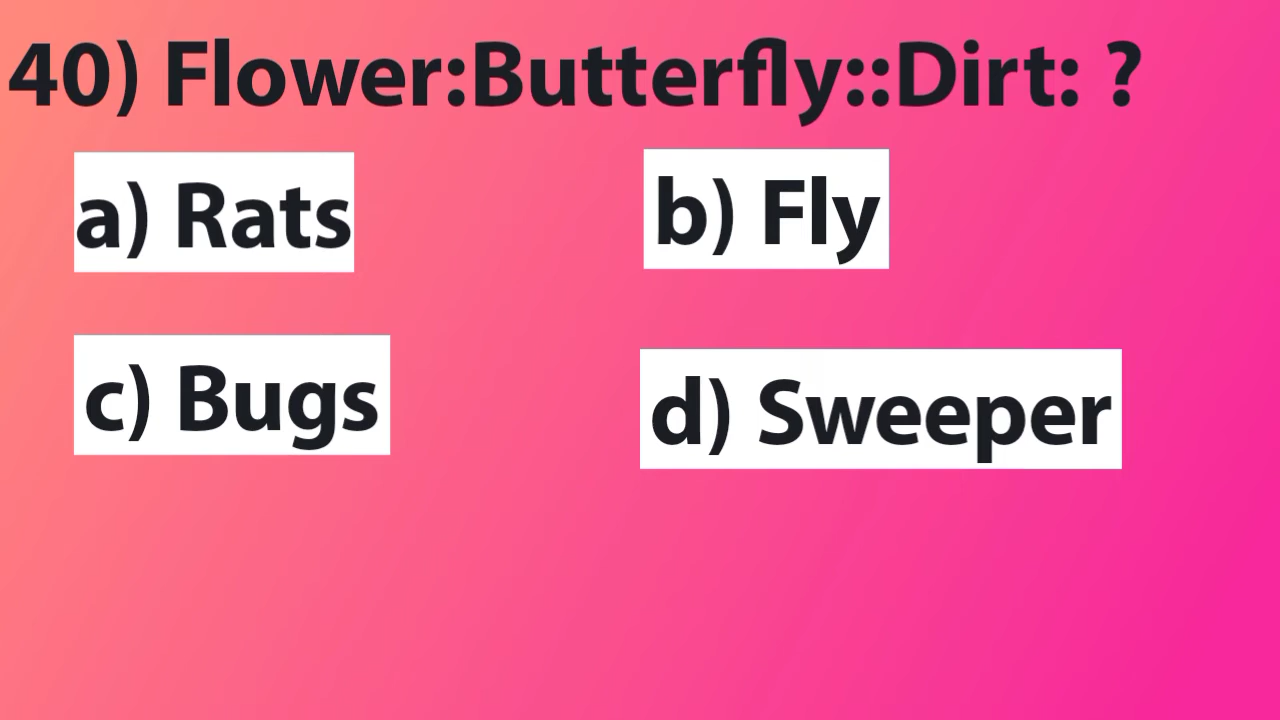 40) Flower:Butterfly::Dirt: ?
a) Rats
b) Fly
c) Bugs
d) Sweeper